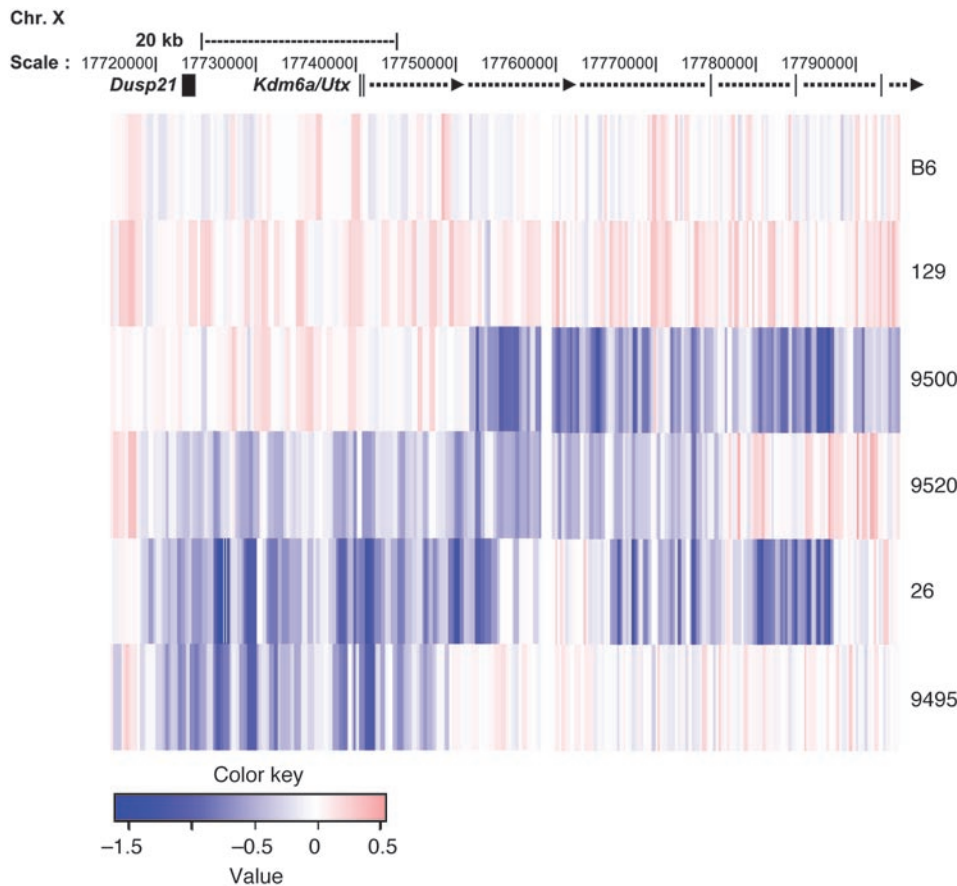 Chr. X
20 kb
Scale : 17720000 17730000 17740000 17750000 17760000 17770000 17780000 17790000
Dusp21 Kdm6a/Utx
B6
129
9500
9520
26
9495
Color key
–1.5 –0.5 0 0.5
Value